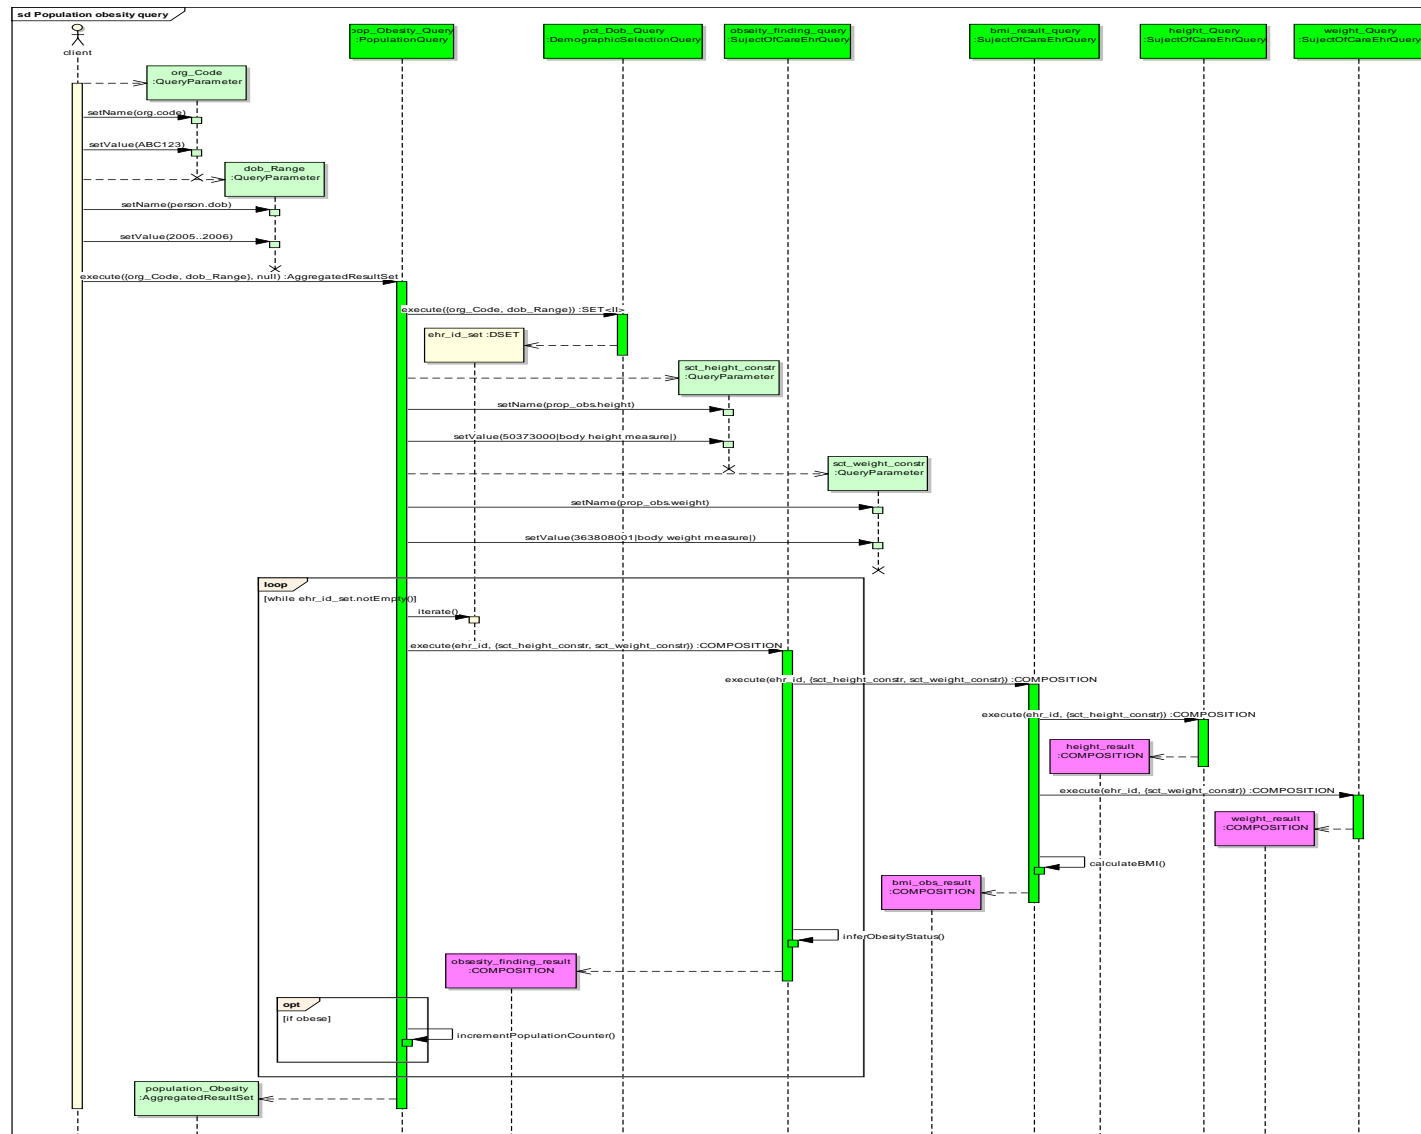 sd Population obesity query
client
pop_Obesity_Query
:PopulationQuery
pct_Dob_Query
:DemographicSelectionQuery
obseity_finding_query
:SujectOfCareEhrQuery
bmi_result_query
:SujectOfCareEhrQuery
height_Query
:SujectOfCareEhrQuery
weight_Query
:SujectOfCareEhrQuery
org_Code
:QueryParameter
setName(org.code)
setValue(ABC123)
dob_Range
:QueryParameter
setName(person.dob)
setValue(2005..2006)
execute({org_Code, dob_Range}, null) :AggregatedResultSet
execute({org_Code, dob_Range}) :SET<II>
ehr_id_set :DSET
sct_height_constr
:QueryParameter
setName(prop_obs.height)
setValue(50373000|body height measure|)
sct_weight_constr
:QueryParameter
setName(prop_obs.weight)
setValue(363808001|body weight measure|)
loop
[while ehr_id_set.notEmpty()]
iterate()
execute(ehr_id, {sct_height_constr, sct_weight_constr}) :COMPOSITION
execute(ehr_id, {sct_height_constr, sct_weight_constr}) :COMPOSITION
execute(ehr_id, {sct_height_constr}) :COMPOSITION
height_result
:COMPOSITION
execute(ehr_id, {sct_weight_constr}) :COMPOSITION
weight_result
:COMPOSITION
calculateBMI()
bmi_obs_result
:COMPOSITION
inferObesityStatus()
obsesity_finding_result
:COMPOSITION
opt
[if obese]
incrementPopulationCounter()
population_Obesity
:AggregatedResultSet